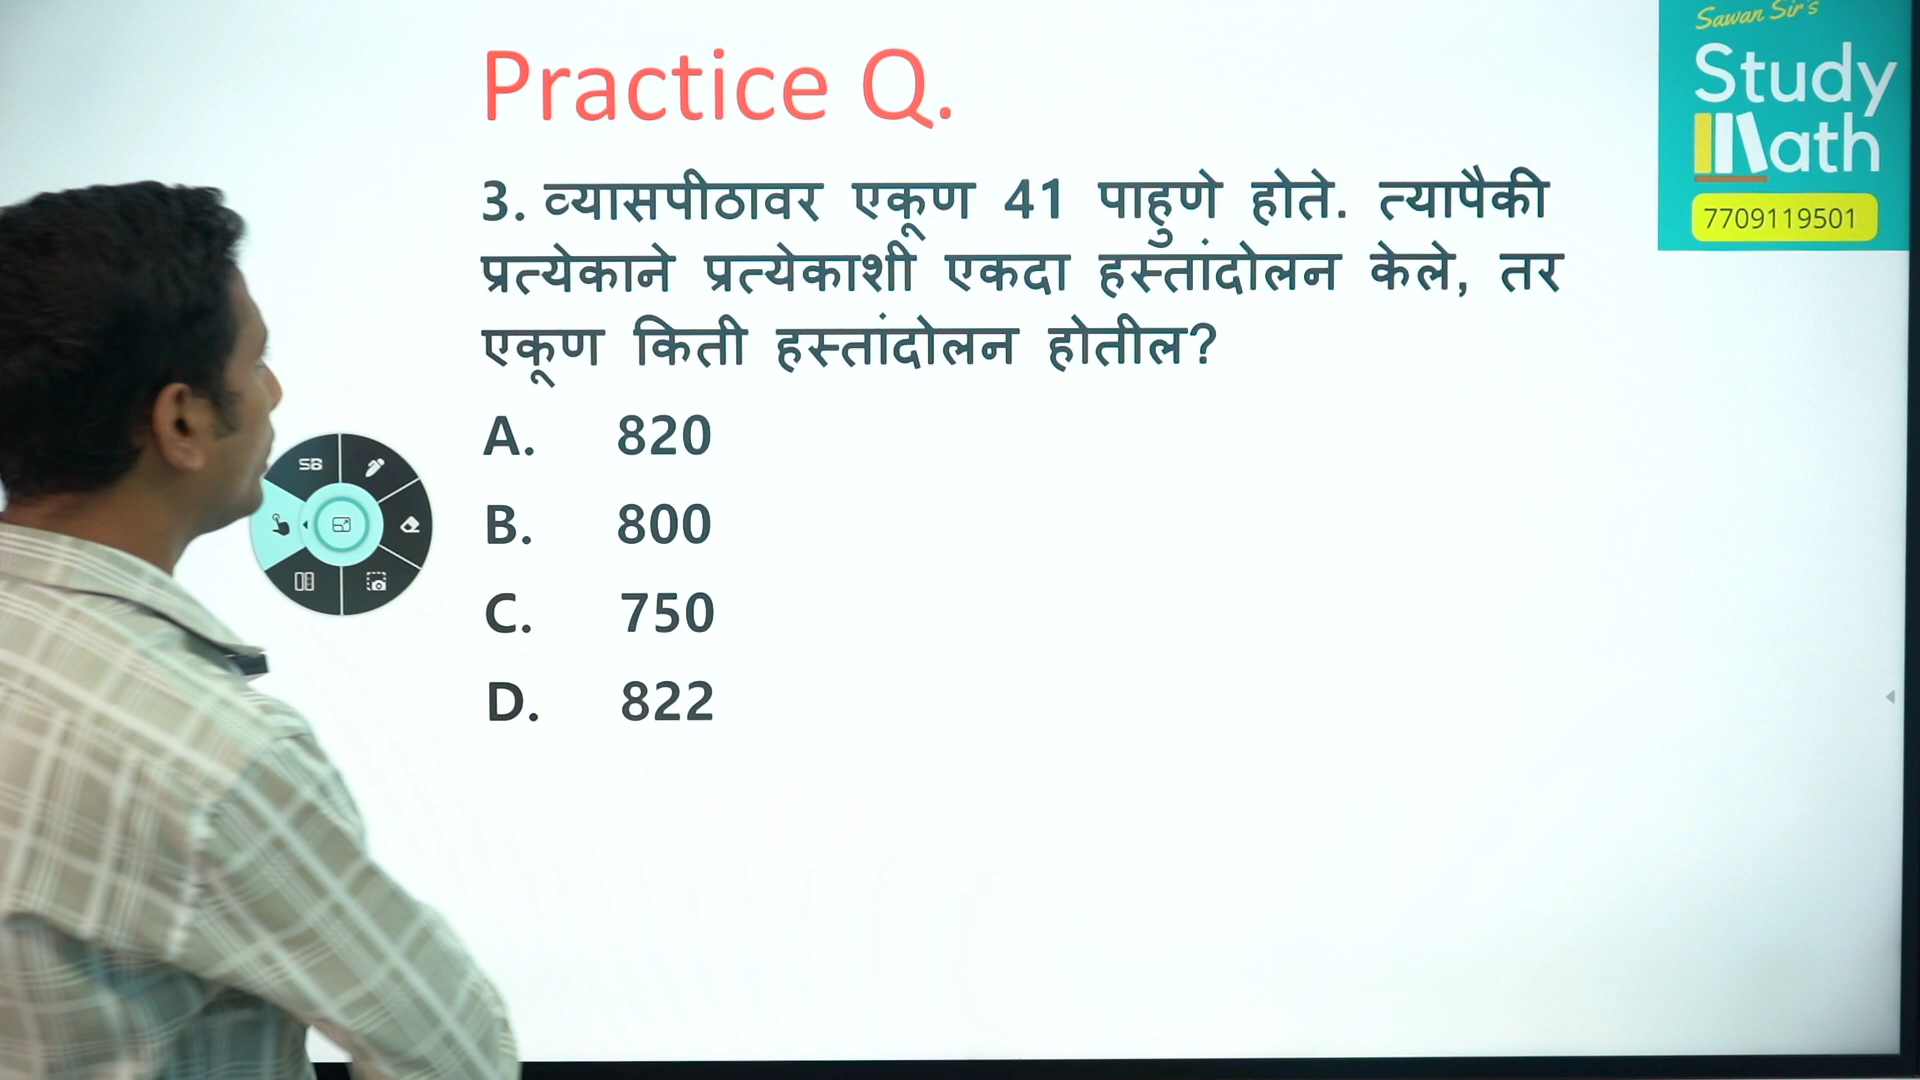 Sawan Sir's
Study
Math
7709119501
Practice Q.
3. व्यासपीठावर एकूण 41 पाहुणे होते. त्यापैकी
प्रत्येकाने प्रत्येकाशी एकदा हस्तांदोलन केले, तर
एकूण किती हस्तांदोलन होतील?
A. 820
B. 800
C. 750
D. 822
SB